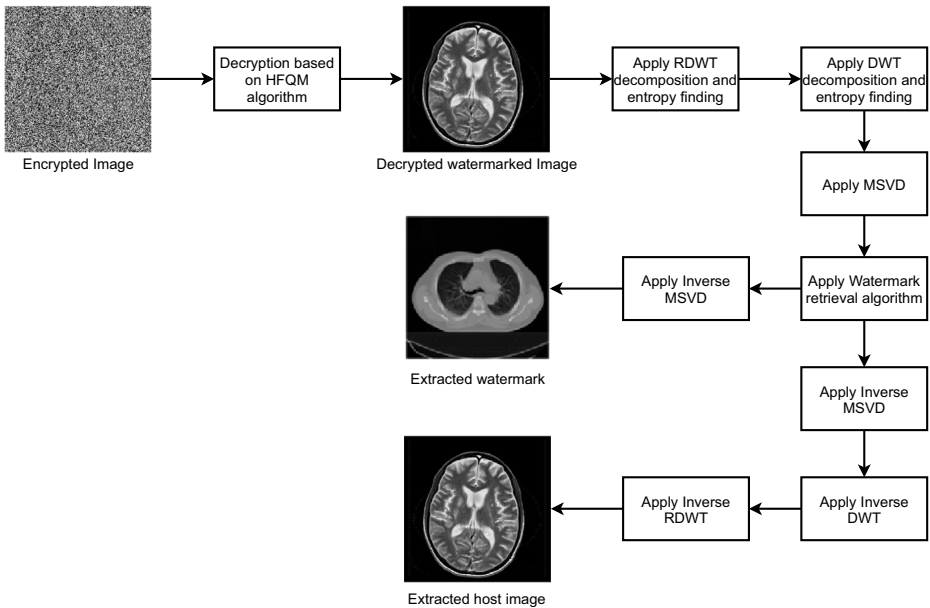 Decryption based
on HFQM
algorithm
Apply RDWT
decomposition and
entropy finding
Apply DWT
decomposition and
entropy finding
Encrypted Image
Decrypted watermarked Image
Apply MSVD
Apply Inverse
MSVD
Apply Watermark
retrieval algorithm
Extracted watermark
Apply Inverse
MSVD
Apply Inverse
RDWT
Apply Inverse
DWT
Extracted host image